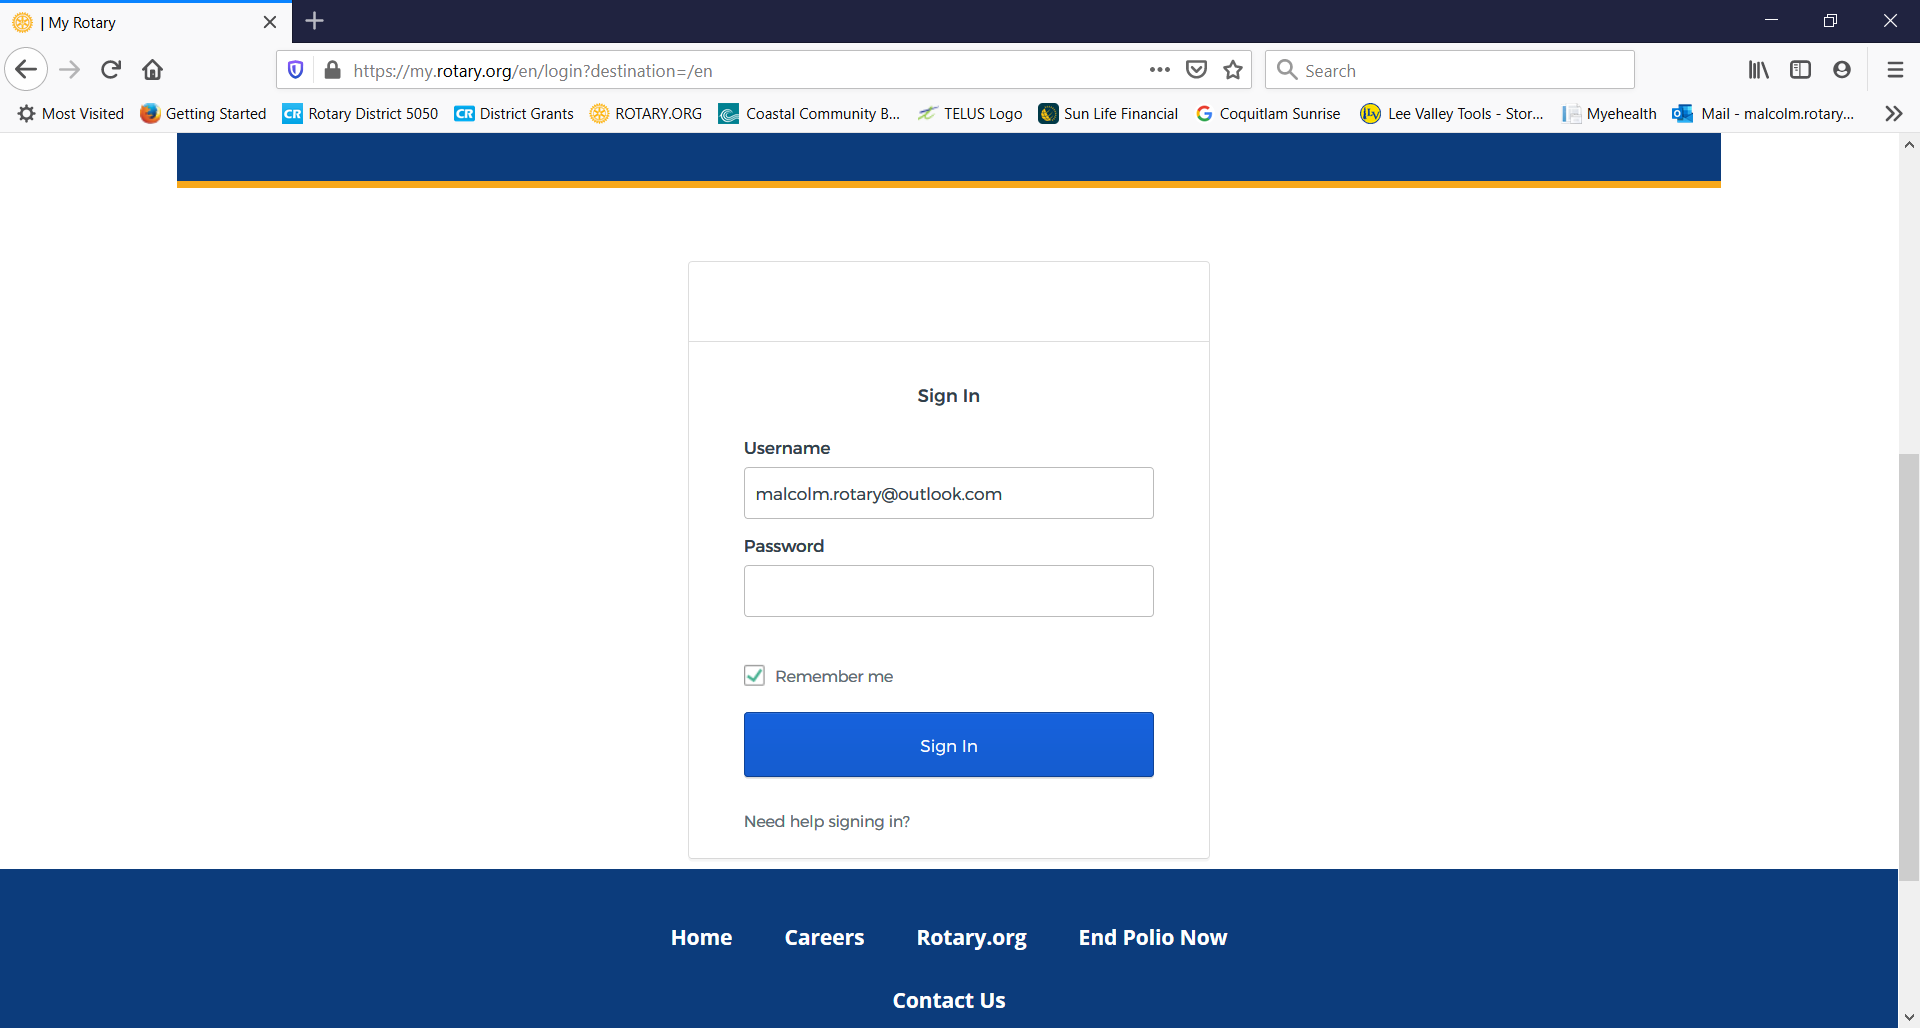 | My Rotary
https://my.rotary.org/en/login?destination=/en
Search
Most Visited Getting Started CR Rotary District 5050 CR District Grants ROTARY.ORG Coastal Community B... TELUS Logo Sun Life Financial G Coquitlam Sunrise LV Lee Valley Tools - Stor... Myehealth Mail - malcolm.rotary...
Sign In
Username
malcolm.rotary@outlook.com
Password
Remember me
Sign In
Need help signing in?
Home Careers Rotary.org End Polio Now
Contact Us